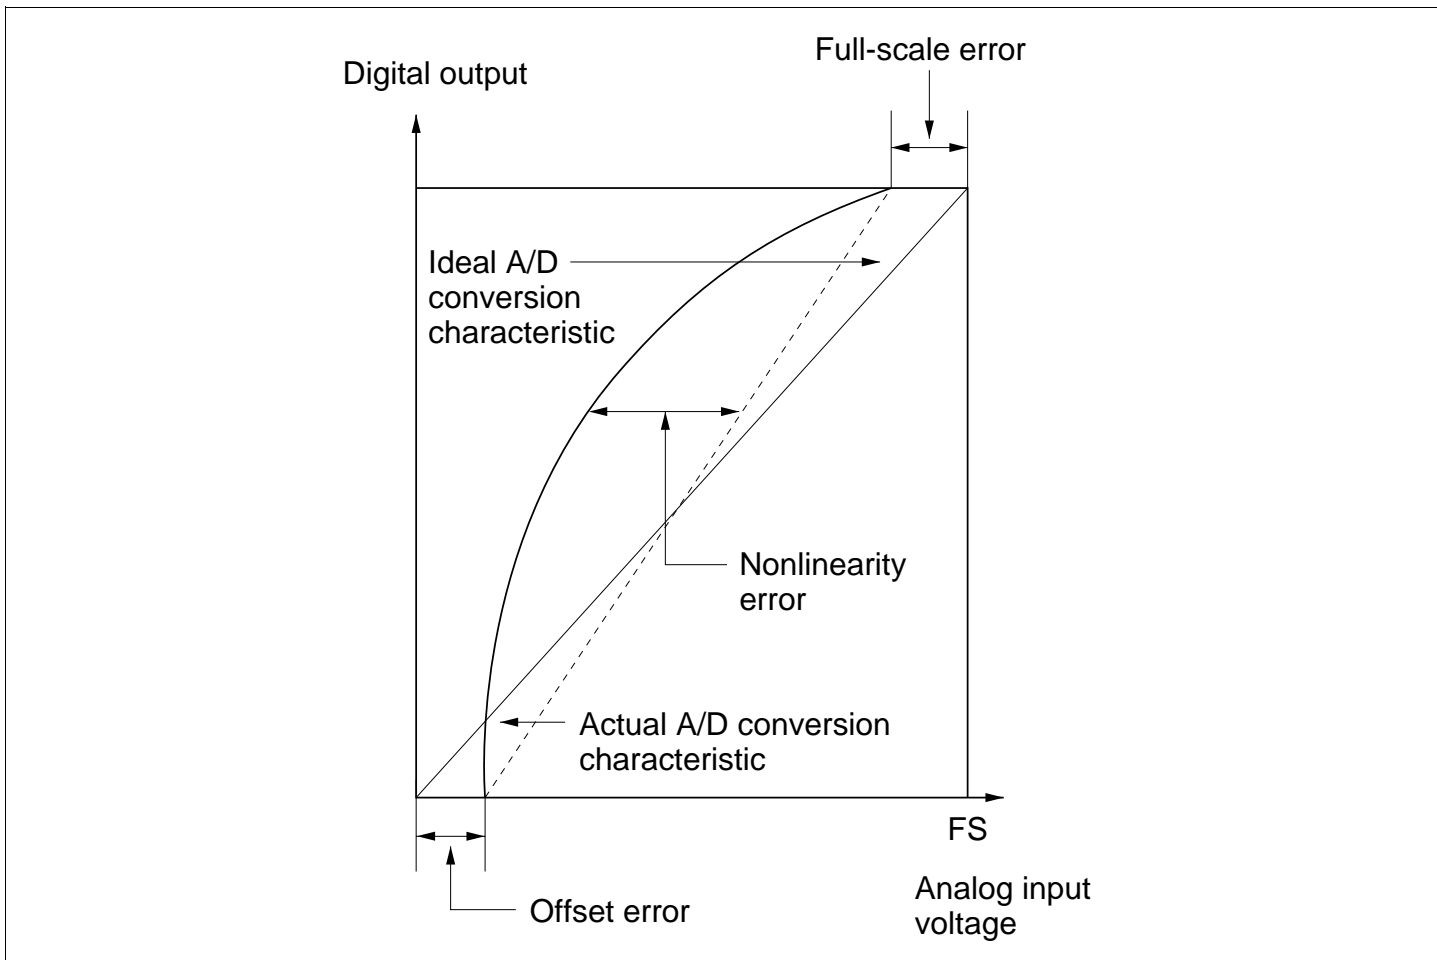 Full-scale error
Digital output
Ideal A/D
conversion
characteristic
Nonlinearity
error
Actual A/D conversion
characteristic
FS
Offset error
Analog input
voltage